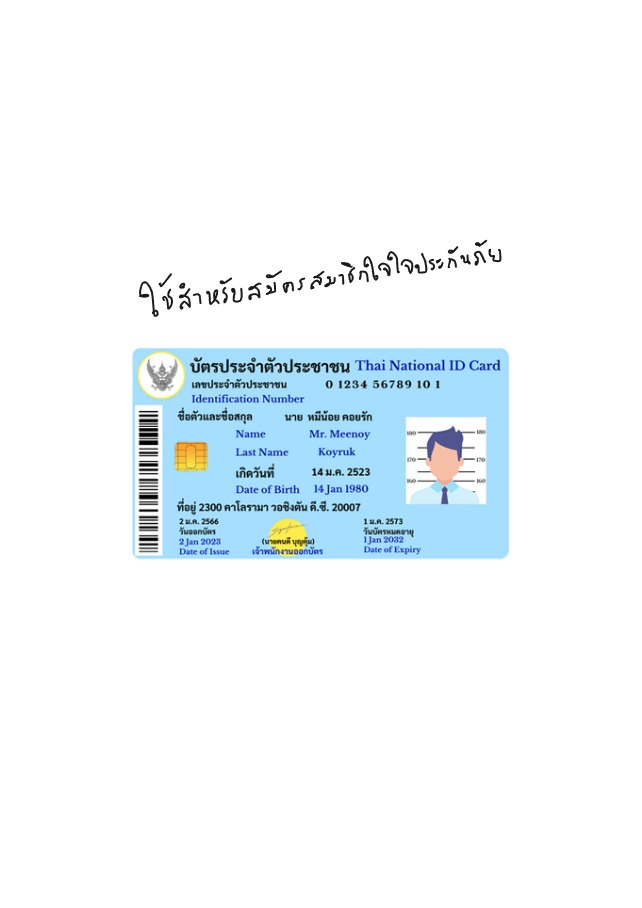 ใช้สำหรับสมัครสมาชิกใจใจประกันภัย
บัตรประจำตัวประชาชน Thai National ID Card
เลขประจำตัวประชาชน 0 1234 56789 10 1
Identification Number
ชื่อตัวและชื่อสกุล นาย หมีน้อย คอยรัก
Name Mr. Meenoy
Last Name Koyruk
เกิดวันที่ 14 ม.ค. 2523
Date of Birth 14 Jan 1980
ที่อยู่ 2300 คาโลรามา วอชิงตัน ดี.ซี. 20007
180 180
170 170
160 160
2 ม.ค. 2566 1 ม.ค. 2573
วันออกบัตร วันบัตรหมดอายุ
2 Jan 2023 (นายคนดี บุญคุ้ม) 1 Jan 2032
Date of Issue เจ้าพนักงานออกบัตร Date of Expiry